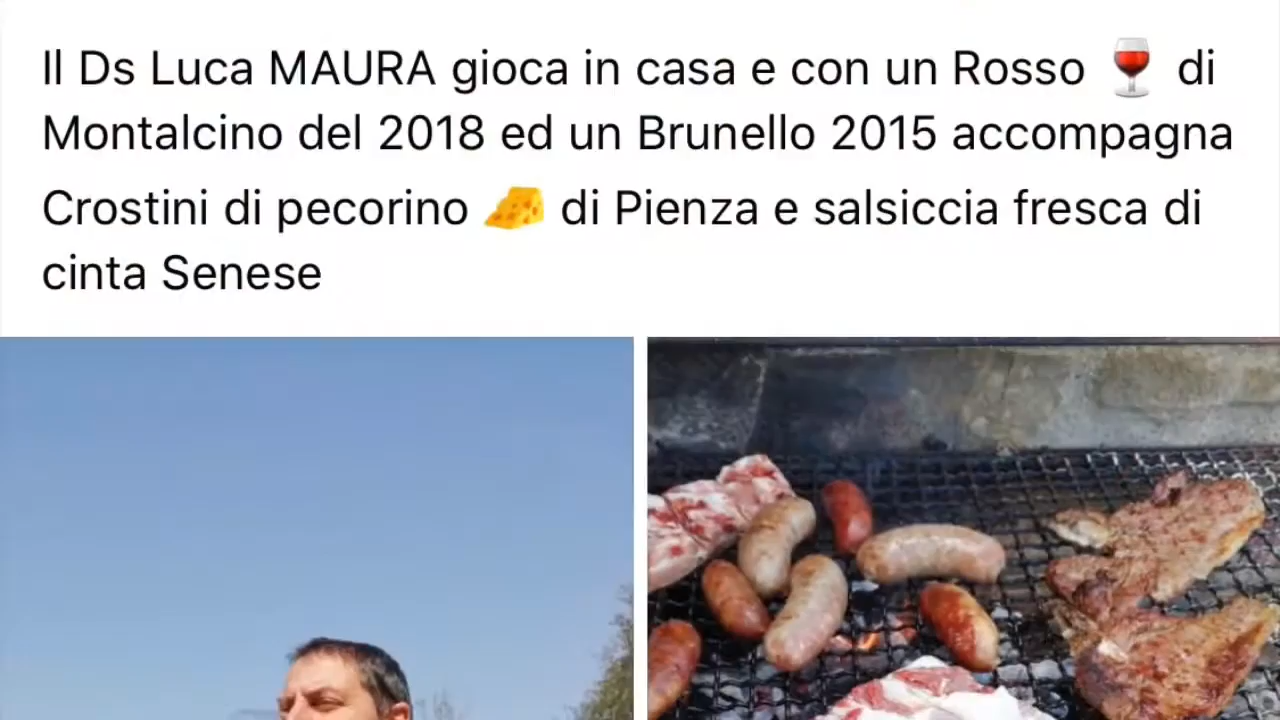 Il Ds Luca MAURA gioca in casa e con un Rosso 🍷 di
Montalcino del 2018 ed un Brunello 2015 accompagna
Crostini di pecorino 🧀 di Pienza e salsiccia fresca di
cinta Senese